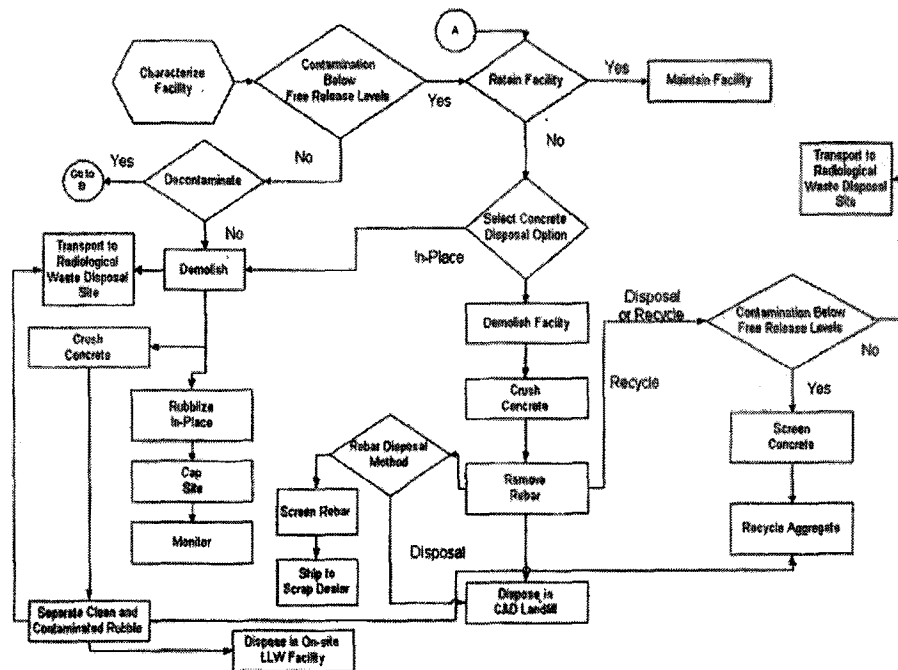 A
Characterize
Facility
Contamination
Below
Free Release Levels
Yes
Retain Facility
Yes
Maintain Facility
No
No
Yes
Go to
B
Decontaminate
No
Transport to
Radiological
Waste Disposal
Site
Select Concrete
Disposal Option
In-Place
Transport to
Radiological
Waste Disposal
Site
Demolish
Crush
Concrete
Demolish Facility
Disposal
or Recycle
Contamination Below
Free Release Levels
No
Yes
Rubblize
In-Place
Crush
Concrete
Recycle
Screen
Concrete
Rebar Disposal
Method
Remove
Rebar
Cap
Site
Screen Rebar
Recycle Aggregate
Monitor
Disposal
Ship to
Scrap Dealer
Dispose in
C&D Landfill
Separate Clean and
Contaminated Rubble
Dispose in On-site
LLW Facility